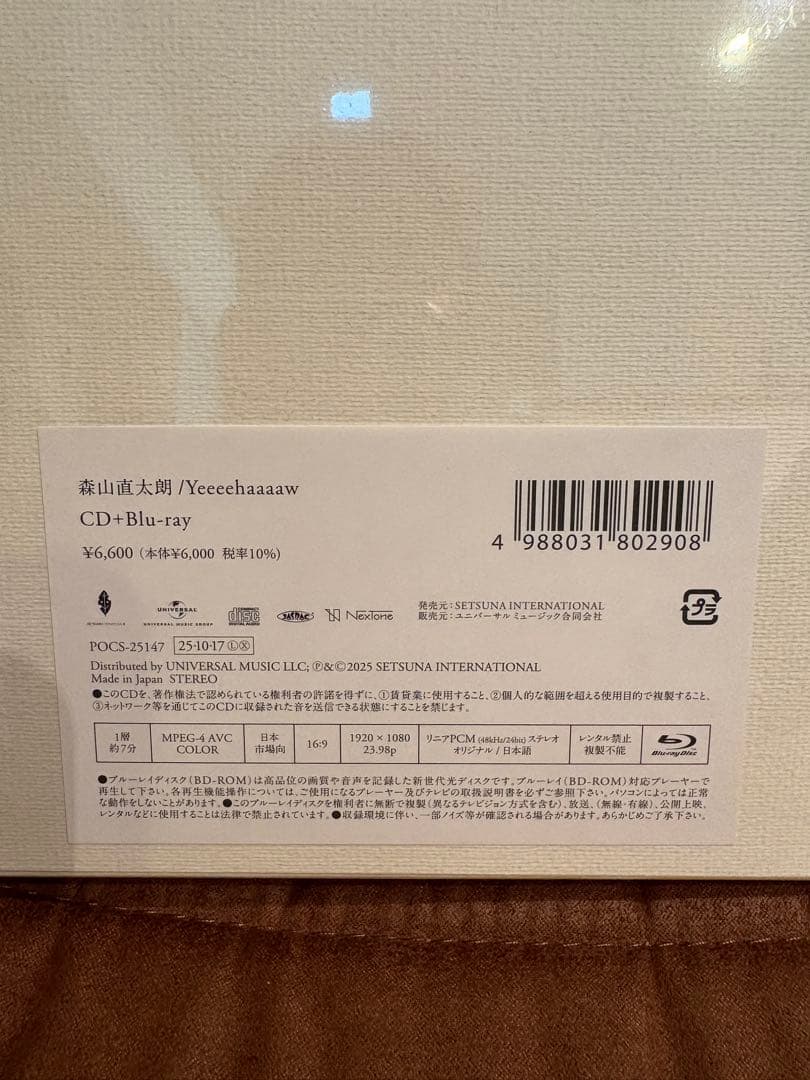 森山直太朗/Yeeeehaaaaw
CD+Blu-ray
¥6,600（本体¥6,000 税率10%）
4 988031 802908
UNIVERSAL
UNIVERSAL MUSIC GROUP
COMPACT
disc
DIGITAL AUDIO
JASRAC
NexTone
発売元：SETSUNA INTERNATIONAL
販売元：ユニバーサル ミュージック合同会社
プラ
POCS-25147 25·10·17 Ⓛ Ⓧ
Distributed by UNIVERSAL MUSIC LLC; Ⓟ&©2025 SETSUNA INTERNATIONAL
Made in Japan STEREO
●このCDを、著作権法で認められている権利者の許諾を得ずに、①賃貸業に使用すること、②個人的な範囲を超える使用目的で複製すること、
③ネットワーク等を通じてこのCDに収録された音を送信できる状態にすることを禁じます。
1層 約7分
MPEG-4 AVC COLOR
日本 市場向
16:9
1920×1080 23.98p
リニアPCM (48kHz/24bit) ステレオ オリジナル / 日本語
レンタル禁止 複製不能
Blu-ray Disc
●ブルーレイディスク（BD-ROM）は高品位の画質や音声を記録した新世代光ディスクです。ブルーレイ（BD-ROM）対応プレーヤーで
再生して下さい。各再生機能操作については、ご使用になるプレーヤー及びテレビの取扱説明書を必ずご参照下さい。パソコンによっては正常
な動作をしないことがあります。●このブルーレイディスクを権利者に無断で複製（異なるテレビジョン方式を含む）、放送、（無線・有線）、公開上映、
レンタルなどに使用することは法律で禁止されています。●収録環境に伴い、一部ノイズ等が確認される場合があります。あらかじめご了承下さい。